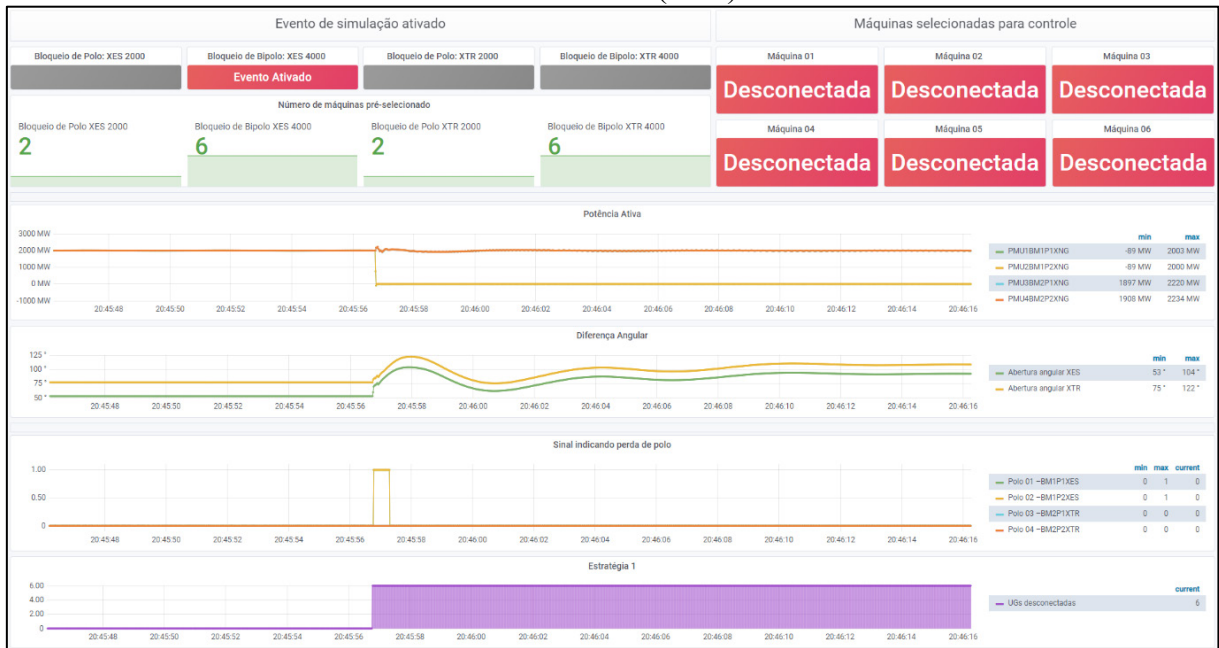 Evento de simulação ativado
Máquinas selecionadas para controle
Bloqueio de Polo: XES 2000
Bloqueio de Bipolo: XES 4000
Bloqueio de Polo: XTR 2000
Bloqueio de Bipolo: XTR 4000
Evento Ativado
Máquina 01
Máquina 02
Máquina 03
Desconectada
Desconectada
Desconectada
Número de máquinas pré-selecionado
Bloqueio de Polo XES 2000
Bloqueio de Bipolo XES 4000
Bloqueio de Polo XTR 2000
Bloqueio de Bipolo XTR 4000
2
6
2
6
Máquina 04
Máquina 05
Máquina 06
Desconectada
Desconectada
Desconectada
Potência Ativa
3000 MW
2000 MW
1000 MW
0 MW
-1000 MW
20:45:48 20:45:50 20:45:52 20:45:54 20:45:56 20:45:58 20:46:00 20:46:02 20:46:04 20:46:06 20:46:08 20:46:10 20:46:12 20:46:14 20:46:16
min max
PMU1BM1P1XNG -89 MW 2003 MW
PMU2BM1P2XNG -89 MW 2000 MW
PMU3BM2P1XNG 1897 MW 2220 MW
PMU4BM2P2XNG 1908 MW 2234 MW
Diferença Angular
125 °
100 °
75 °
50 °
20:45:48 20:45:50 20:45:52 20:45:54 20:45:56 20:45:58 20:46:00 20:46:02 20:46:04 20:46:06 20:46:08 20:46:10 20:46:12 20:46:14 20:46:16
min max
Abertura angular XES 53 ° 104 °
Abertura angular XTR 75 ° 122 °
Sinal indicando perda de polo
1.00
0.50
0
20:45:48 20:45:50 20:45:52 20:45:54 20:45:56 20:45:58 20:46:00 20:46:02 20:46:04 20:46:06 20:46:08 20:46:10 20:46:12 20:46:14 20:46:16
min max current
Polo 01 –BM1P1XES 0 1 0
Polo 02 –BM1P2XES 0 1 0
Polo 03 –BM2P1XTR 0 0 0
Polo 04 –BM2P2XTR 0 0 0
Estratégia 1
6.00
4.00
2.00
0
20:45:48 20:45:50 20:45:52 20:45:54 20:45:56 20:45:58 20:46:00 20:46:02 20:46:04 20:46:06 20:46:08 20:46:10 20:46:12 20:46:14 20:46:16
current
UGs desconectadas 6